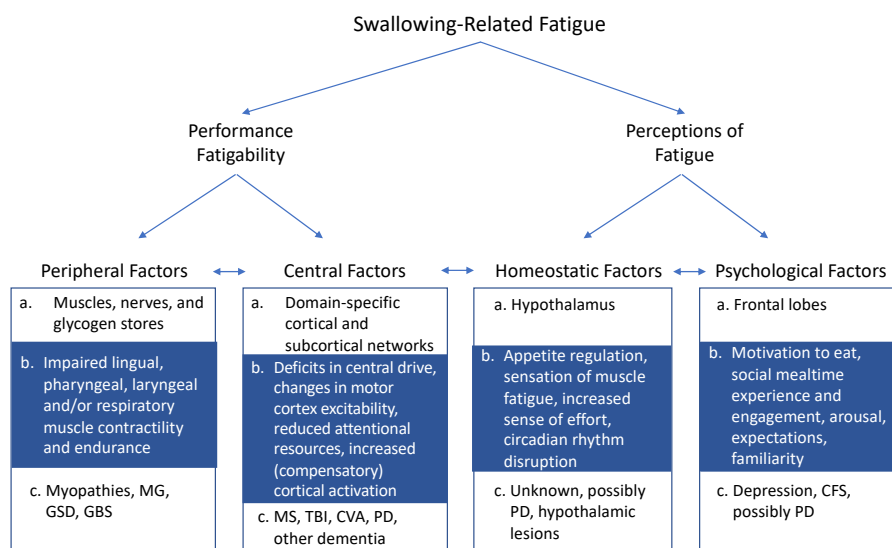 Swallowing-Related Fatigue
Performance
Fatigability
Perceptions of
Fatigue
Peripheral Factors
a. Muscles, nerves, and
glycogen stores
b. Impaired lingual,
pharyngeal, laryngeal
and/or respiratory
muscle contractility
and endurance
c. Myopathies, MG,
GSD, GBS
Central Factors
a. Domain-specific
cortical and
subcortical networks
b. Deficits in central drive,
changes in motor
cortex excitability,
reduced attentional
resources, increased
(compensatory)
cortical activation
c. MS, TBI, CVA, PD,
other dementia
Homeostatic Factors
a. Hypothalamus
b. Appetite regulation,
sensation of muscle
fatigue, increased
sense of effort,
circadian rhythm
disruption
c. Unknown, possibly
PD, hypothalamic
lesions
Psychological Factors
a. Frontal lobes
b. Motivation to eat,
social mealtime
experience and
engagement, arousal,
expectations,
familiarity
c. Depression, CFS,
possibly PD